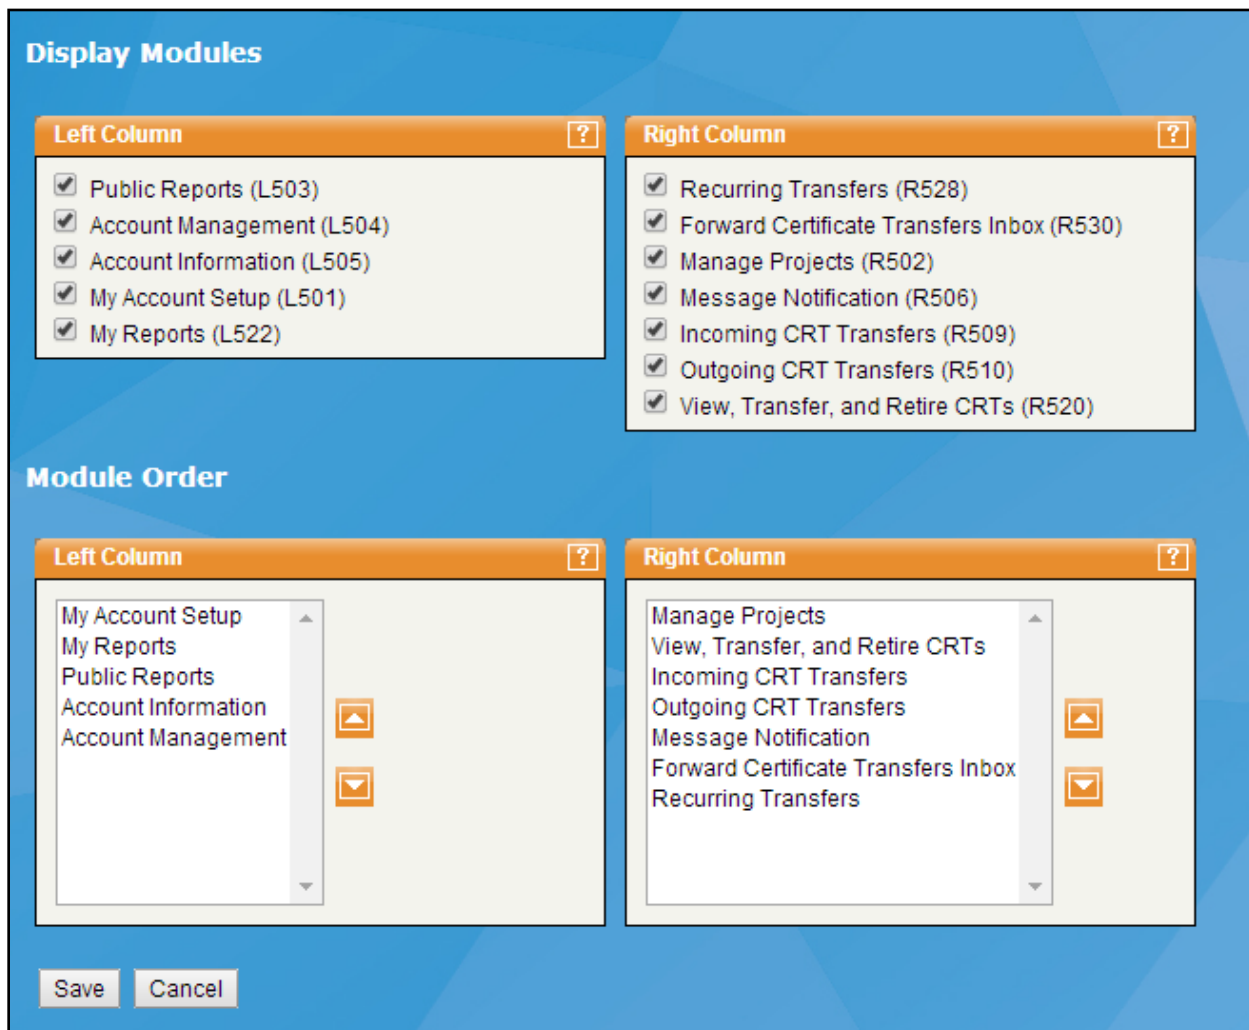 Display Modules
Left Column ?
Public Reports (L503)
Account Management (L504)
Account Information (L505)
My Account Setup (L501)
My Reports (L522)
Right Column ?
Recurring Transfers (R528)
Forward Certificate Transfers Inbox (R530)
Manage Projects (R502)
Message Notification (R506)
Incoming CRT Transfers (R509)
Outgoing CRT Transfers (R510)
View, Transfer, and Retire CRTs (R520)
Module Order
Left Column ?
My Account Setup
My Reports
Public Reports
Account Information
Account Management
Right Column ?
Manage Projects
View, Transfer, and Retire CRTs
Incoming CRT Transfers
Outgoing CRT Transfers
Message Notification
Forward Certificate Transfers Inbox
Recurring Transfers
Save Cancel